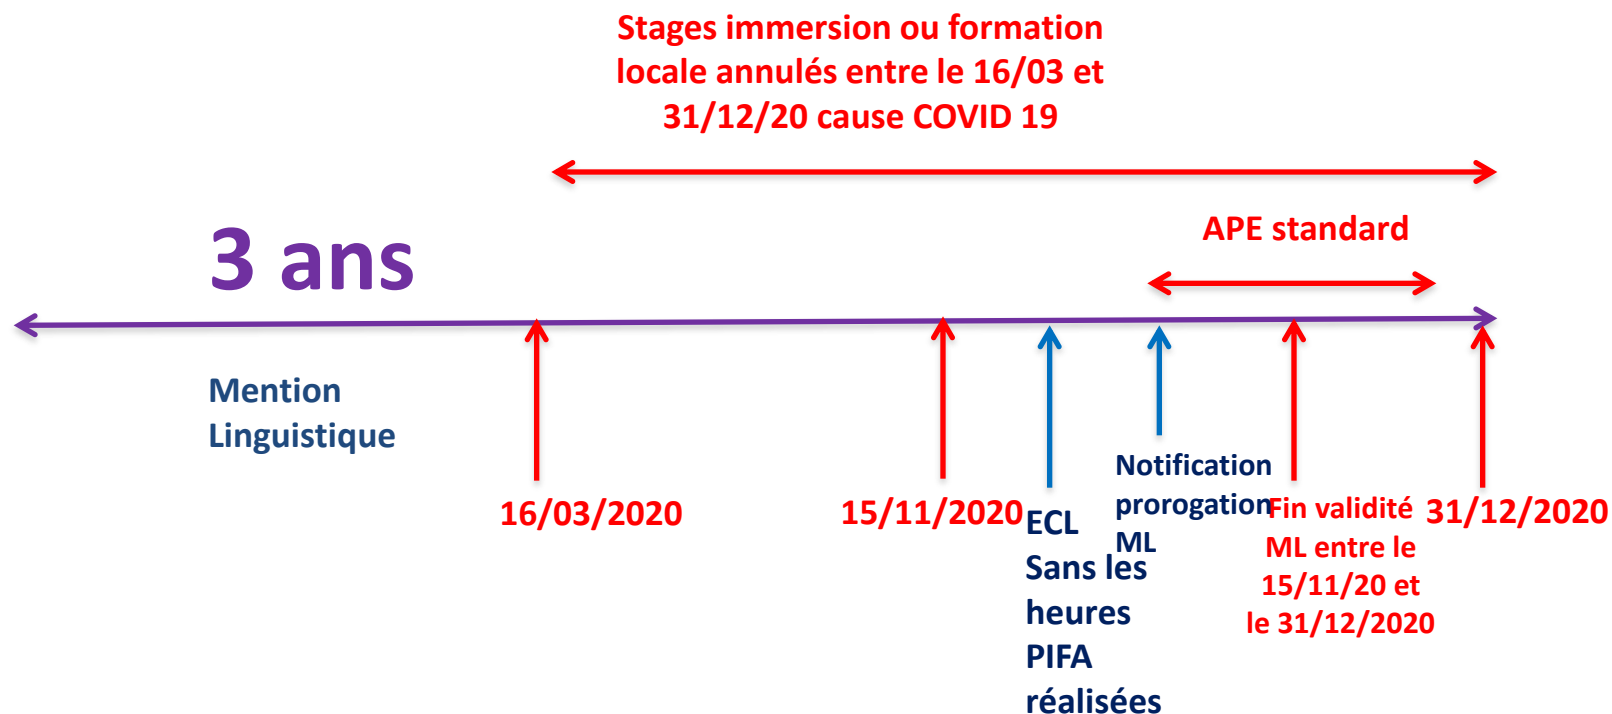 Stages immersion ou formation
locale annulés entre le 16/03 et
31/12/20 cause COVID 19
APE standard
3 ans
Mention
Linguistique
16/03/2020
15/11/2020
ECL
Sans les
heures
PIFA
réalisées
Notification
prorogation
ML
Fin validité
ML entre le
15/11/20 et
le 31/12/2020
31/12/2020